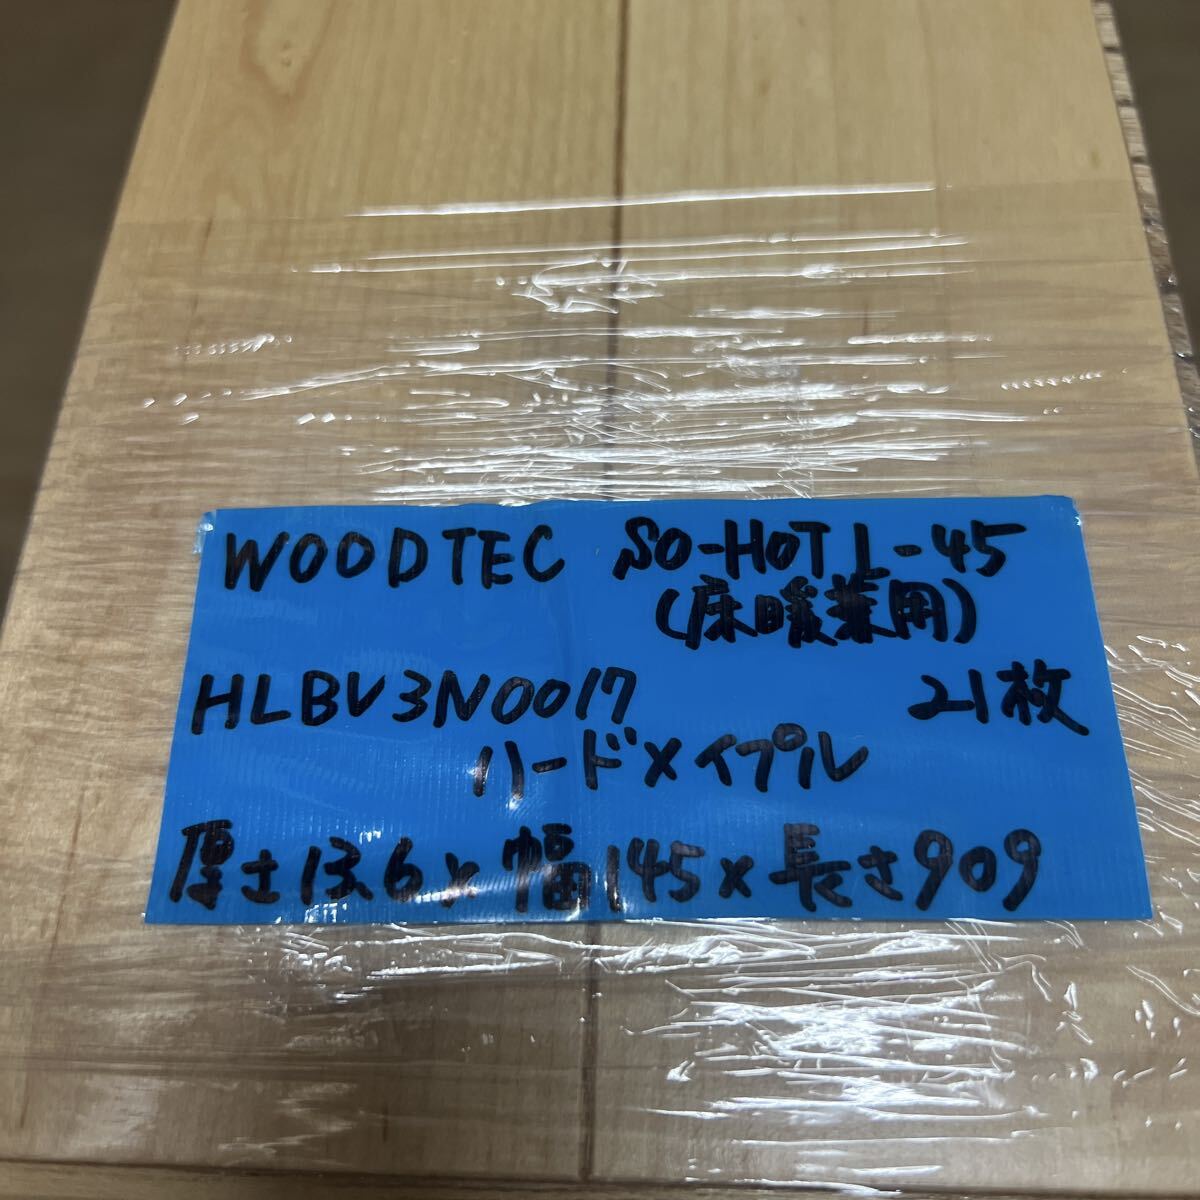 WOODTEC SO-HOT L-45
(床暖兼用)
HLBV3N0017 21枚
ハードメイプル
厚さ13.6×幅145×長さ909